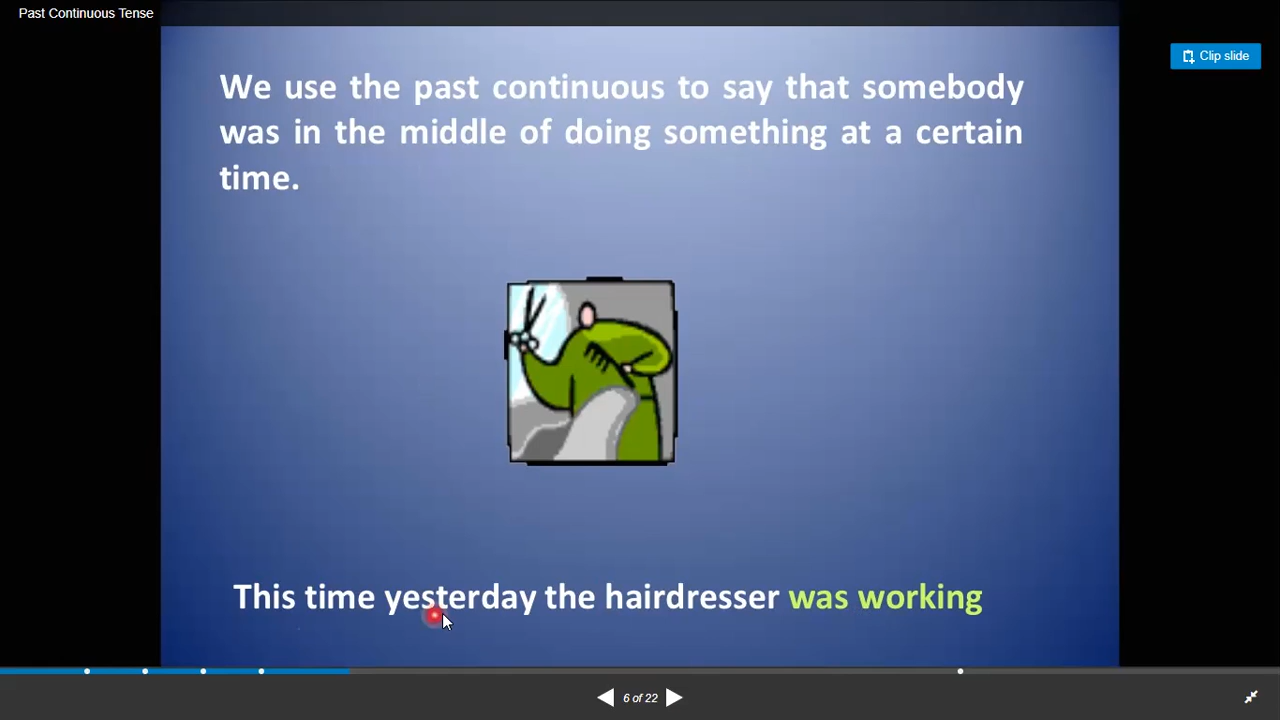 Past Continuous Tense
Clip slide
We use the past continuous to say that somebody
was in the middle of doing something at a certain
time.
This time yesterday the hairdresser was working
6 of 22